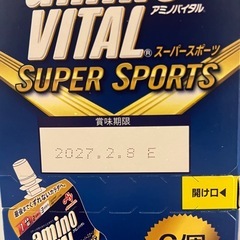 アミノバイタル
VITAL®
スーパースポーツ
SUPER SPORTS
賞味期限
2027.2.8 E
開け口
amino